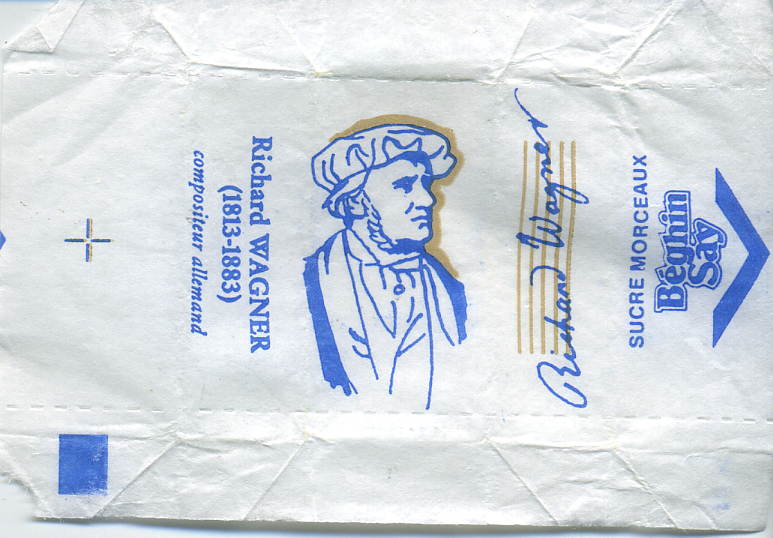 Richard WAGNER
(1813-1883)
compositeur allemand
Richard Wagner
SUCRE MORCEAUX
Béghin
Say